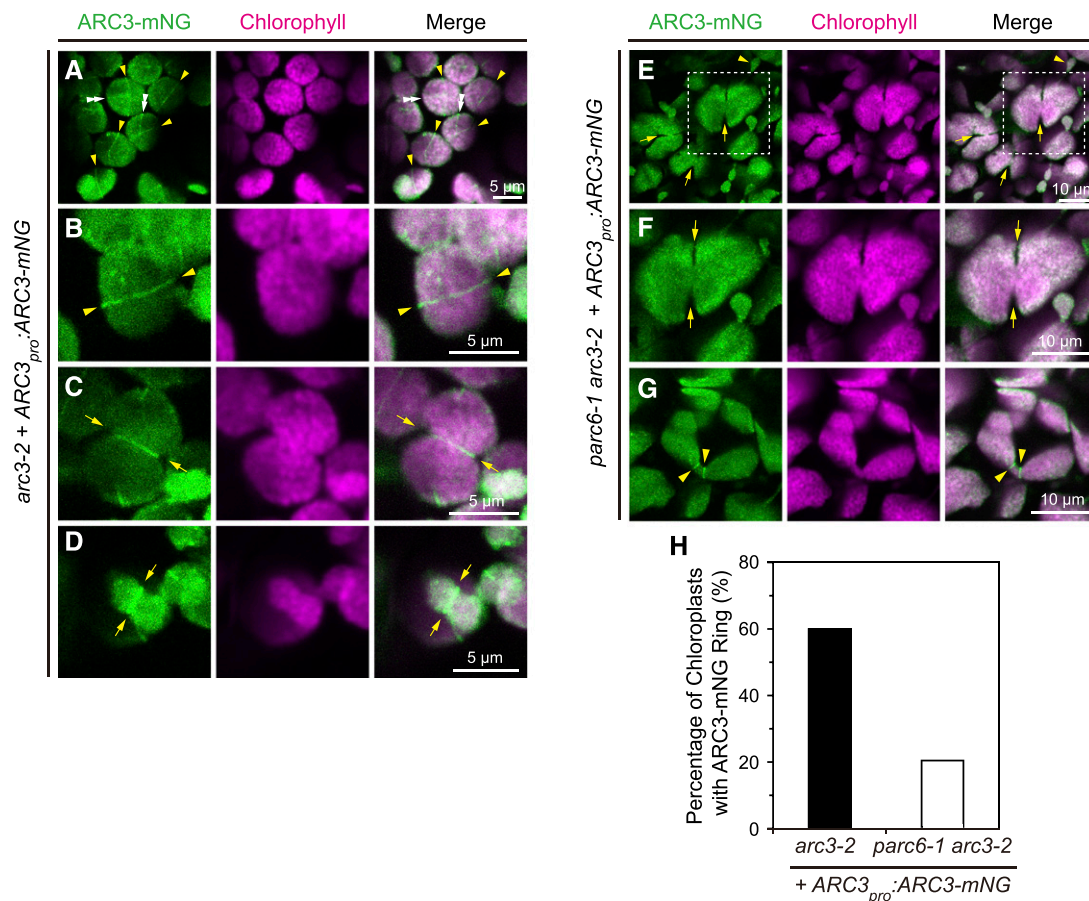 ARC3-mNG Chlorophyll Merge
arc3-2 + ARC3pro:ARC3-mNG
A
5 µm
B
5 µm
C
5 µm
D
5 µm
ARC3-mNG Chlorophyll Merge
parc6-1 arc3-2 + ARC3pro:ARC3-mNG
E
10 µm
F
10 µm
G
10 µm
H
Percentage of Chloroplasts
with ARC3-mNG Ring (%)
80
60
40
20
0
arc3-2 parc6-1 arc3-2
+ ARC3pro:ARC3-mNG